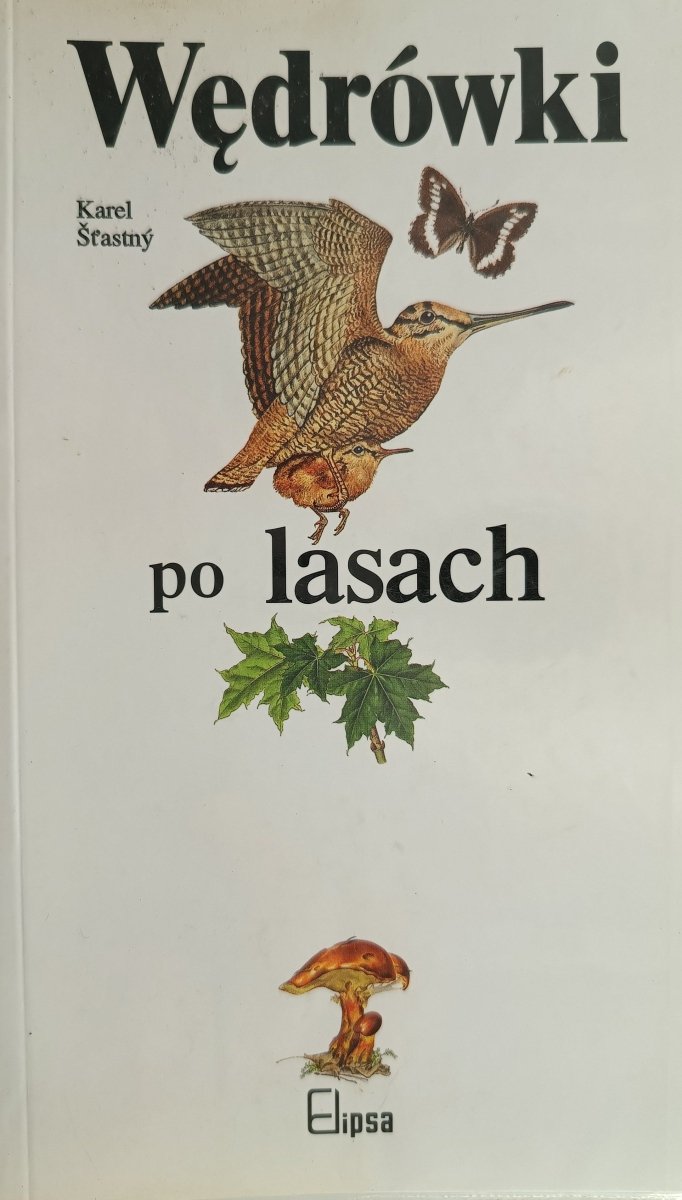 Wędrówki
Karel
Šťastný
po lasach
Elipsa